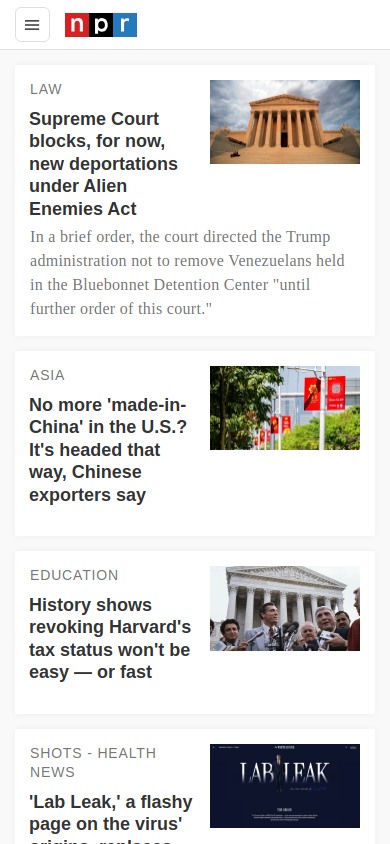 npr
LAW
Supreme Court
blocks, for now,
new deportations
under Alien
Enemies Act
In a brief order, the court directed the Trump
administration not to remove Venezuelans held
in the Bluebonnet Detention Center "until
further order of this court."
ASIA
No more 'made-in-
China' in the U.S.?
It's headed that
way, Chinese
exporters say
EDUCATION
History shows
revoking Harvard's
tax status won't be
easy — or fast
SHOTS - HEALTH
NEWS
'Lab Leak,' a flashy
page on the virus'
LAB LEAK